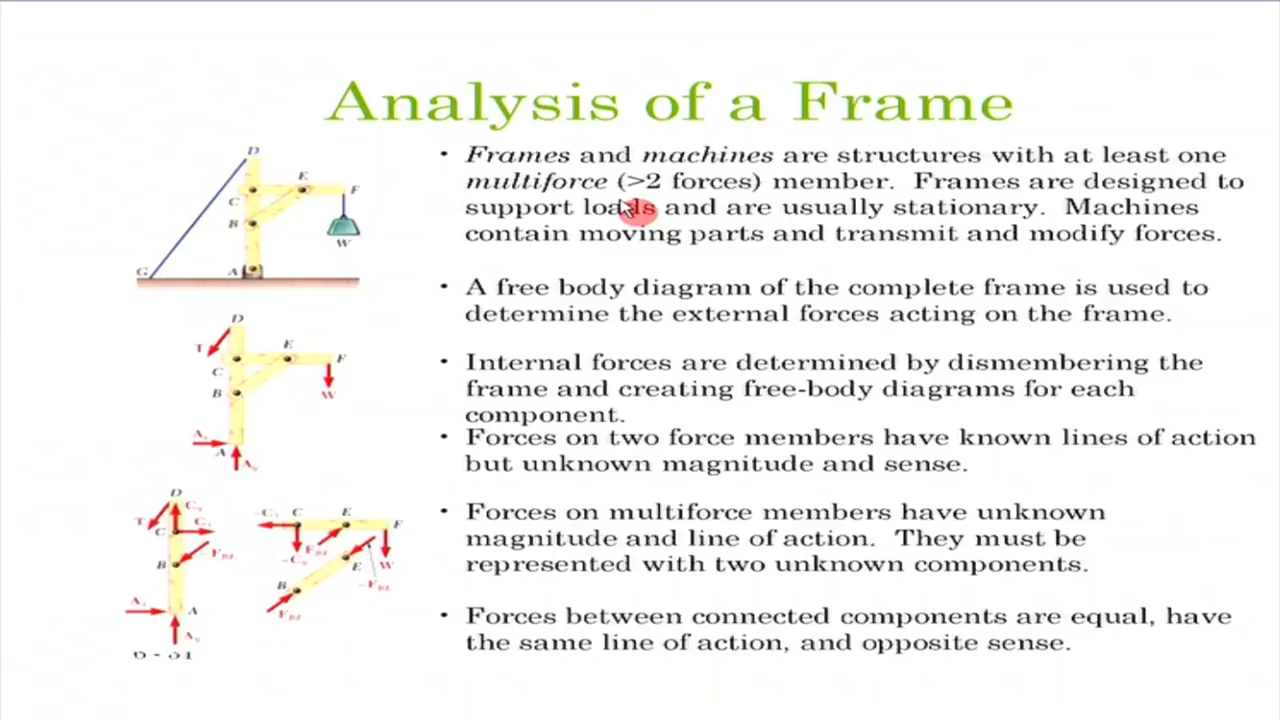 Analysis of a Frame
• Frames and machines are structures with at least one
multiforce (>2 forces) member. Frames are designed to
support loads and are usually stationary. Machines
contain moving parts and transmit and modify forces.
• A free body diagram of the complete frame is used to
determine the external forces acting on the frame.
• Internal forces are determined by dismembering the
frame and creating free-body diagrams for each
component.
• Forces on two force members have known lines of action
but unknown magnitude and sense.
• Forces on multiforce members have unknown
magnitude and line of action. They must be
represented with two unknown components.
• Forces between connected components are equal, have
the same line of action, and opposite sense.
D
E
F
C
B
W
G
A
D
T
E
F
C
B
W
A
D
T
C
B
A
C
E
F
W
E
B